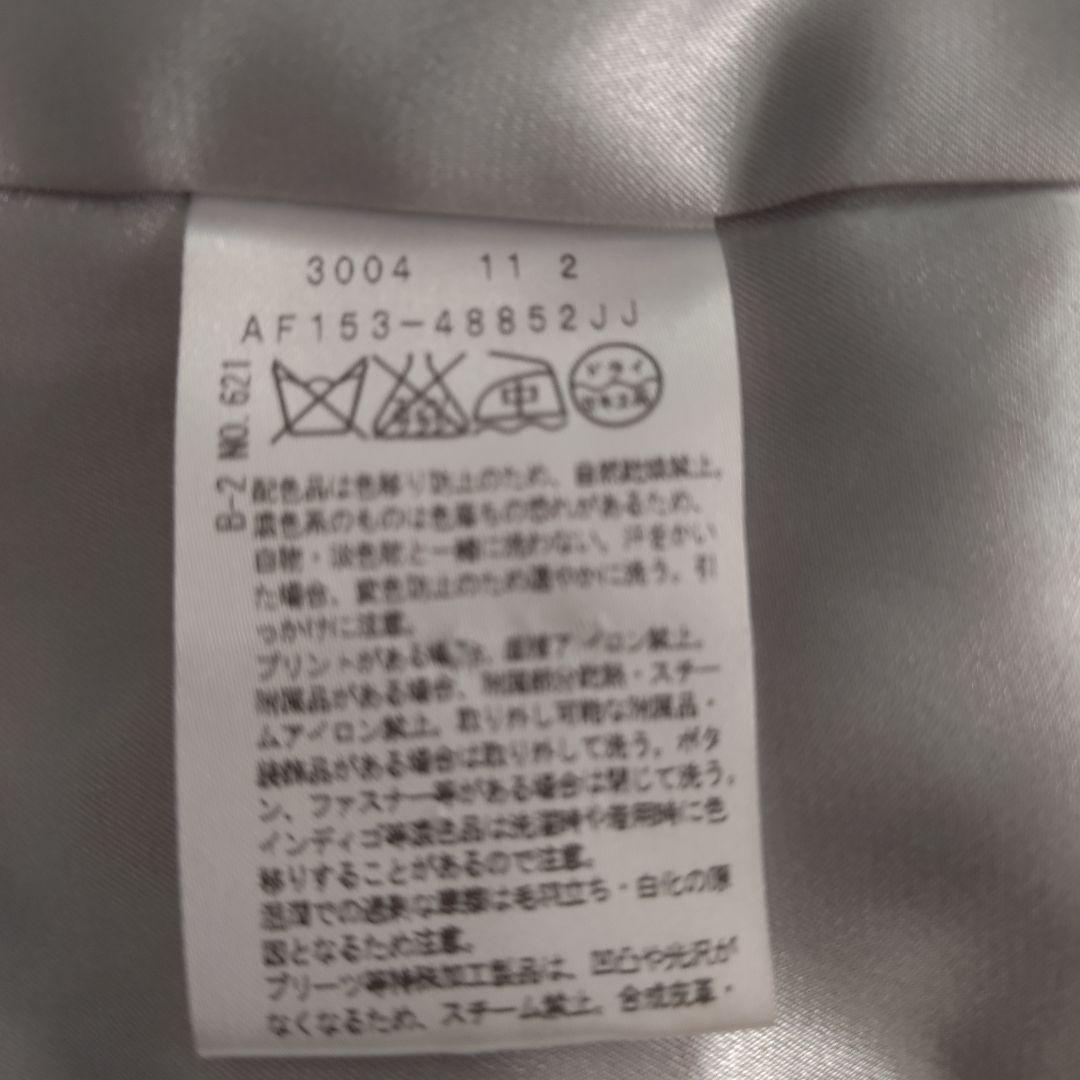 3004 11 2
AF153-48852JJ
中
ドライ
セキユ系
B-2 NO.621
配色品は色移り防止のため、自然乾燥禁止。
濃色系のものは色落ちの恐れがあるため、
白物・淡色物と一緒に洗わない。汗をかい
た場合、変色防止のため速やかに洗う。引
っかけに注意。
プリントがある場合、直接アイロン禁止。
附属品がある場合、附属部分乾熱・スチー
ムアイロン禁止。取り外し可能な附属品・
装飾品がある場合は取り外して洗う。ボタ
ン、ファスナー等がある場合は閉じて洗う。
インディゴ等濃色品は洗濯時や着用時に色
移りすることがあるので注意。
湿潤での過剰な摩擦は毛羽立ち・白化の原
因となるため注意。
プリーツ等特殊加工製品は、凹凸や光沢が
なくなるため、スチーム禁止。合成皮革・